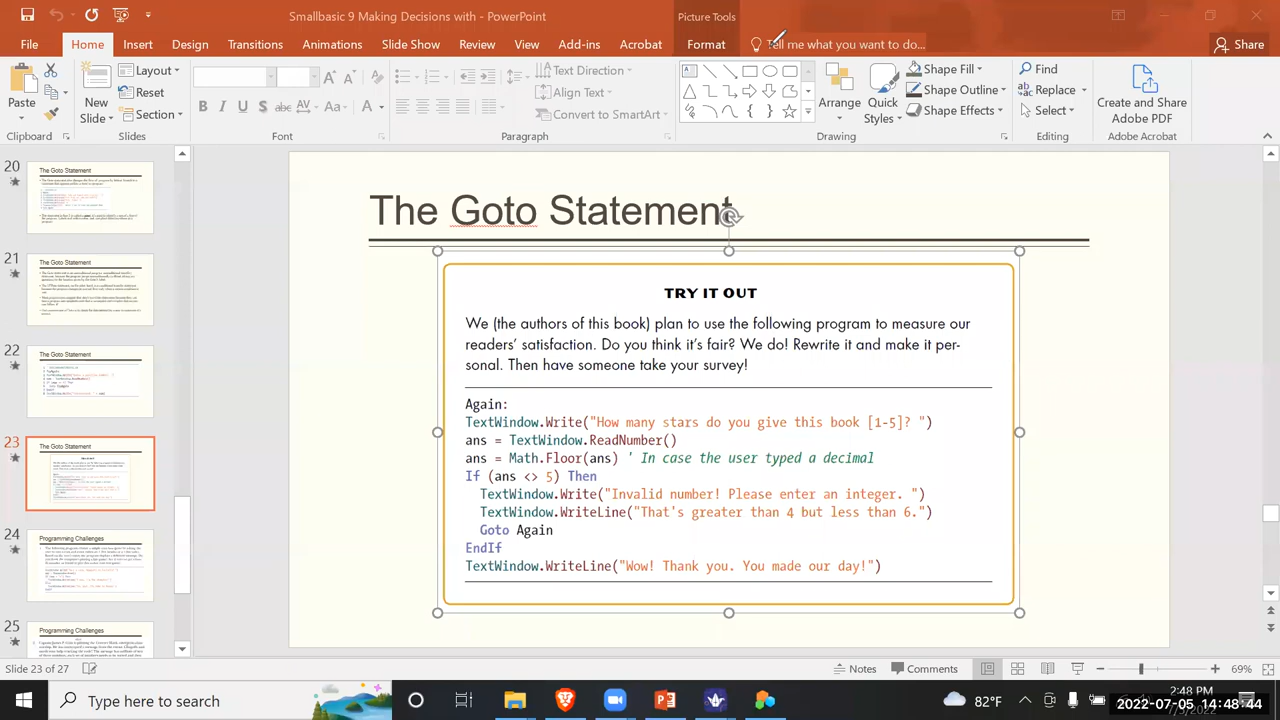 Smallbasic 9 Making Decisions with - PowerPoint
Picture Tools
File Home Insert Design Transitions Animations Slide Show Review View Add-ins Acrobat Format Tell me what you want to do... Share
Paste
New Slide
Layout
Reset
Section
B I U S abc AV Aa A
Text Direction
Align Text
Convert to SmartArt
Arrange
Quick Styles
Shape Fill
Shape Outline
Shape Effects
Find
Replace
Select
Create and Share Adobe PDF
Clipboard Slides Font Paragraph Drawing Editing Adobe Acrobat
20
The Goto Statement
21
The Goto Statement
22
The Goto Statement
23
The Goto Statement
24
Programming Challenges
25
Programming Challenges
The Goto Statement
TRY IT OUT
We (the authors of this book) plan to use the following program to measure our
readers' satisfaction. Do you think it's fair? We do! Rewrite it and make it per-
sonal. Then have someone take your survey!
Again:
TextWindow.Write("How many stars do you give this book [1-5]? ")
ans = TextWindow.ReadNumber()
ans = Math.Floor(ans) ' In case the user typed a decimal
If (ans <> 5) Then
TextWindow.Write("Invalid number! Please enter an integer. ")
TextWindow.WriteLine("That's greater than 4 but less than 6.")
Goto Again
EndIf
TextWindow.WriteLine("Wow! Thank you. You made our day!")
Slide 23 of 27
Notes
Comments
69%
Type here to search
82°F
2:48 PM
2022-07-05 14:48:44